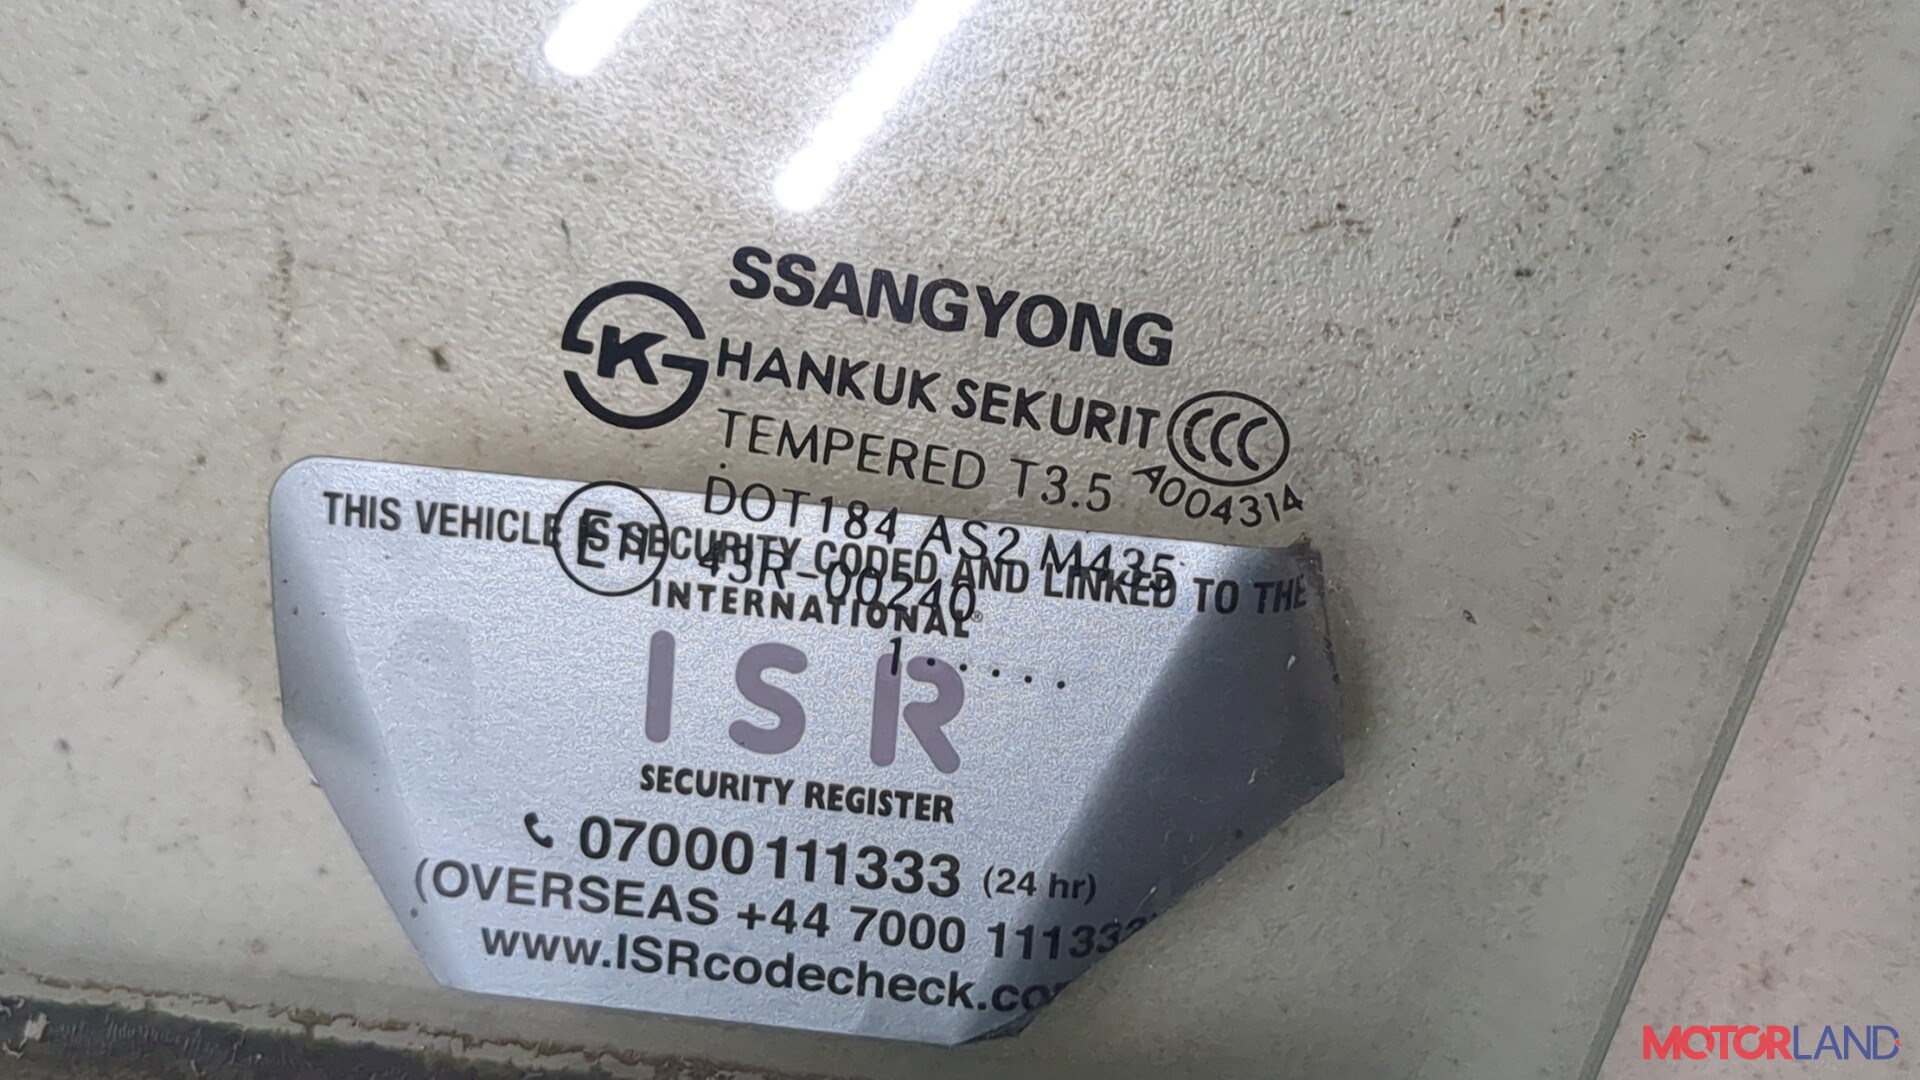 SSANGYONG
K
HANKUK SEKURIT
CCC
TEMPERED T3.5
A004314
DOT184 AS2 M435
E11 43R-00240
1.....
THIS VEHICLE IS SECURITY CODED AND LINKED TO THE
INTERNATIONAL®
ISR
SECURITY REGISTER
07000 111333 (24 hr)
(OVERSEAS +44 7000 111333
www.ISRcodecheck.co
MOTORLAND